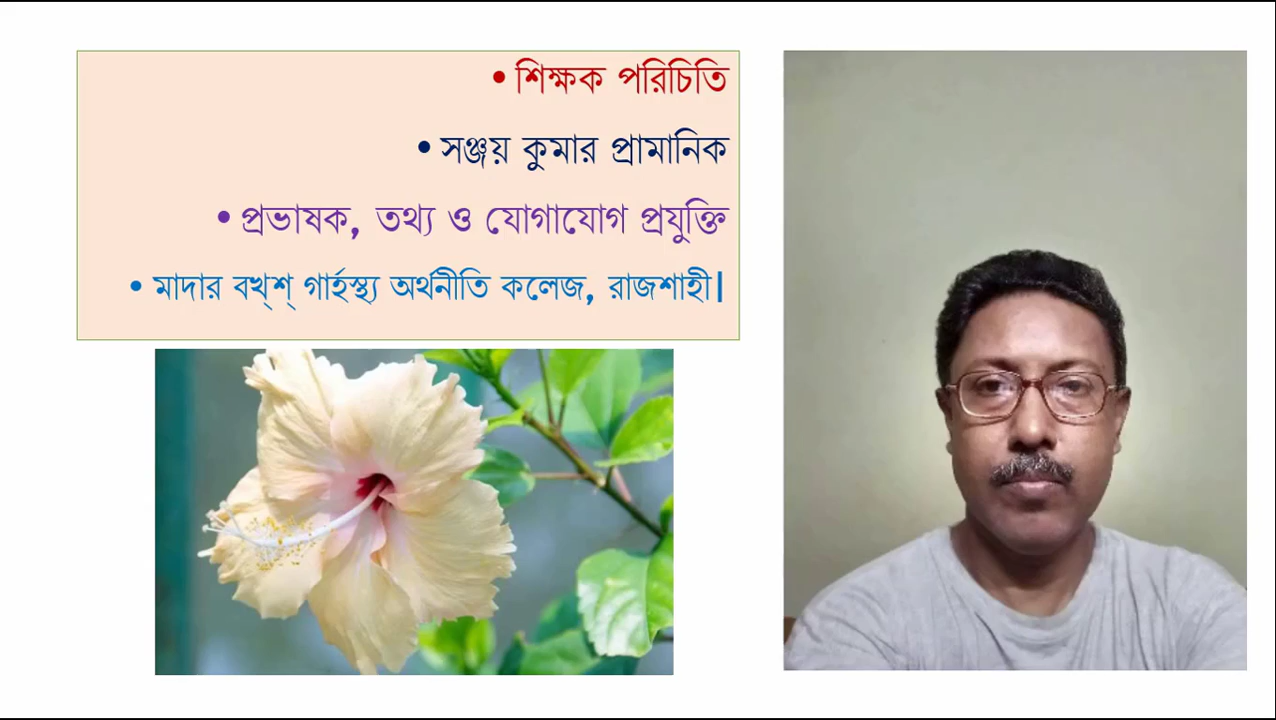 • শিক্ষক পরিচিতি
• সঞ্জয় কুমার প্রামানিক
• প্রভাষক, তথ্য ও যোগাযোগ প্রযুক্তি
• মাদার বখ্‌শ্‌ গার্হস্থ্য অর্থনীতি কলেজ, রাজশাহী।